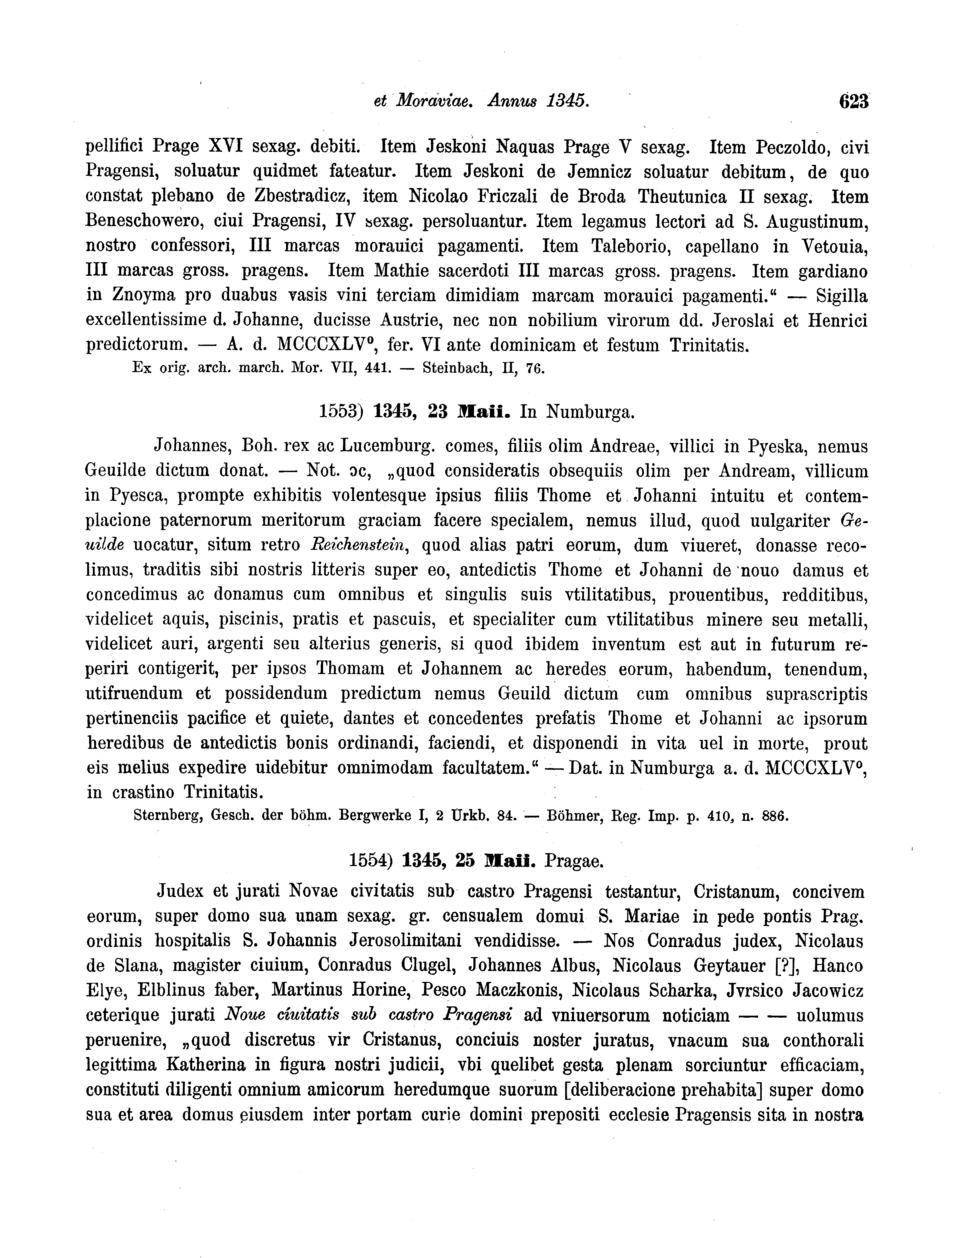 et Moraviae. Annus 1345. 623
pellifici Prage XVI sexag. debiti. Item Jeskoni Naquas Prage V sexag. Item Peczoldo, civi
Pragensi, soluatur quidmet fateatur. Item Jeskoni de Jemnicz soluatur debitum, de quo
constat plebano de Zbestradicz, item Nicolao Friczali de Broda Theutunica II sexag. Item
Beneschowero, ciui Pragensi, IV sexag. persoluantur. Item legamus lectori ad S. Augustinum,
nostro confessori, III marcas morauici pagamenti. Item Taleborio, capellano in Vetouia,
III marcas gross. pragens. Item Mathie sacerdoti III marcas gross. pragens. Item gardiano
in Znoyma pro duabus vasis vini terciam dimidiam marcam morauici pagamenti.“ — Sigilla
excellentissime d. Johanne, ducisse Austrie, nec non nobilium virorum dd. Jeroslai et Henrici
predictorum. — A. d. MCCCXLV⁰, fer. VI ante dominicam et festum Trinitatis.
Ex orig. arch. march. Mor. VII, 441. — Steinbach, II, 76.
1553) 1345, 23 Maii. In Numburga.
Johannes, Boh. rex ac Lucemburg. comes, filiis olim Andreae, villici in Pyeska, nemus
Geuilde dictum donat. — Not. ɔc, „quod consideratis obsequiis olim per Andream, villicum
in Pyesca, prompte exhibitis volentesque ipsius filiis Thome et Johanni intuitu et contem-
placione paternorum meritorum graciam facere specialem, nemus illud, quod uulgariter Ge-
uilde uocatur, situm retro Reichenstein, quod alias patri eorum, dum viueret, donasse reco-
limus, traditis sibi nostris litteris super eo, antedictis Thome et Johanni de nouo damus et
concedimus ac donamus cum omnibus et singulis suis vtilitatibus, prouentibus, redditibus,
videlicet aquis, piscinis, pratis et pascuis, et specialiter cum vtilitatibus minere seu metalli,
videlicet auri, argenti seu alterius generis, si quod ibidem inventum est aut in futurum re-
periri contigerit, per ipsos Thomam et Johannem ac heredes eorum, habendum, tenendum,
utifruendum et possidendum predictum nemus Geuild dictum cum omnibus suprascriptis
pertinenciis pacifice et quiete, dantes et concedentes prefatis Thome et Johanni ac ipsorum
heredibus de antedictis bonis ordinandi, faciendi, et disponendi in vita uel in morte, prout
eis melius expedire uidebitur omnimodam facultatem.“ — Dat. in Numburga a. d. MCCCXLV⁰,
in crastino Trinitatis.
Sternberg, Gesch. der böhm. Bergwerke I, 2 Urkb. 84. — Böhmer, Reg. Imp. p. 410, n. 886.
1554) 1345, 25 Maii. Pragae.
Judex et jurati Novae civitatis sub castro Pragensi testantur, Cristanum, concivem
eorum, super domo sua unam sexag. gr. censualem domui S. Mariae in pede pontis Prag.
ordinis hospitalis S. Johannis Jerosolimitani vendidisse. — Nos Conradus judex, Nicolaus
de Slana, magister ciuium, Conradus Clugel, Johannes Albus, Nicolaus Geytauer [?], Hanco
Elye, Elblinus faber, Martinus Horine, Pesco Maczkonis, Nicolaus Scharka, Jvrsico Jacowicz
ceterique jurati Noue ciuitatis sub castro Pragensi ad vniuersorum noticiam — — uolumus
peruenire, „quod discretus vir Cristanus, conciuis noster juratus, vnacum sua conthorali
legittima Katherina in figura nostri judicii, vbi quelibet gesta plenam sorciuntur efficaciam,
constituti diligenti omnium amicorum heredumque suorum [deliberacione prehabita] super domo
sua et area domus eiusdem inter portam curie domini prepositi ecclesie Pragensis sita in nostra